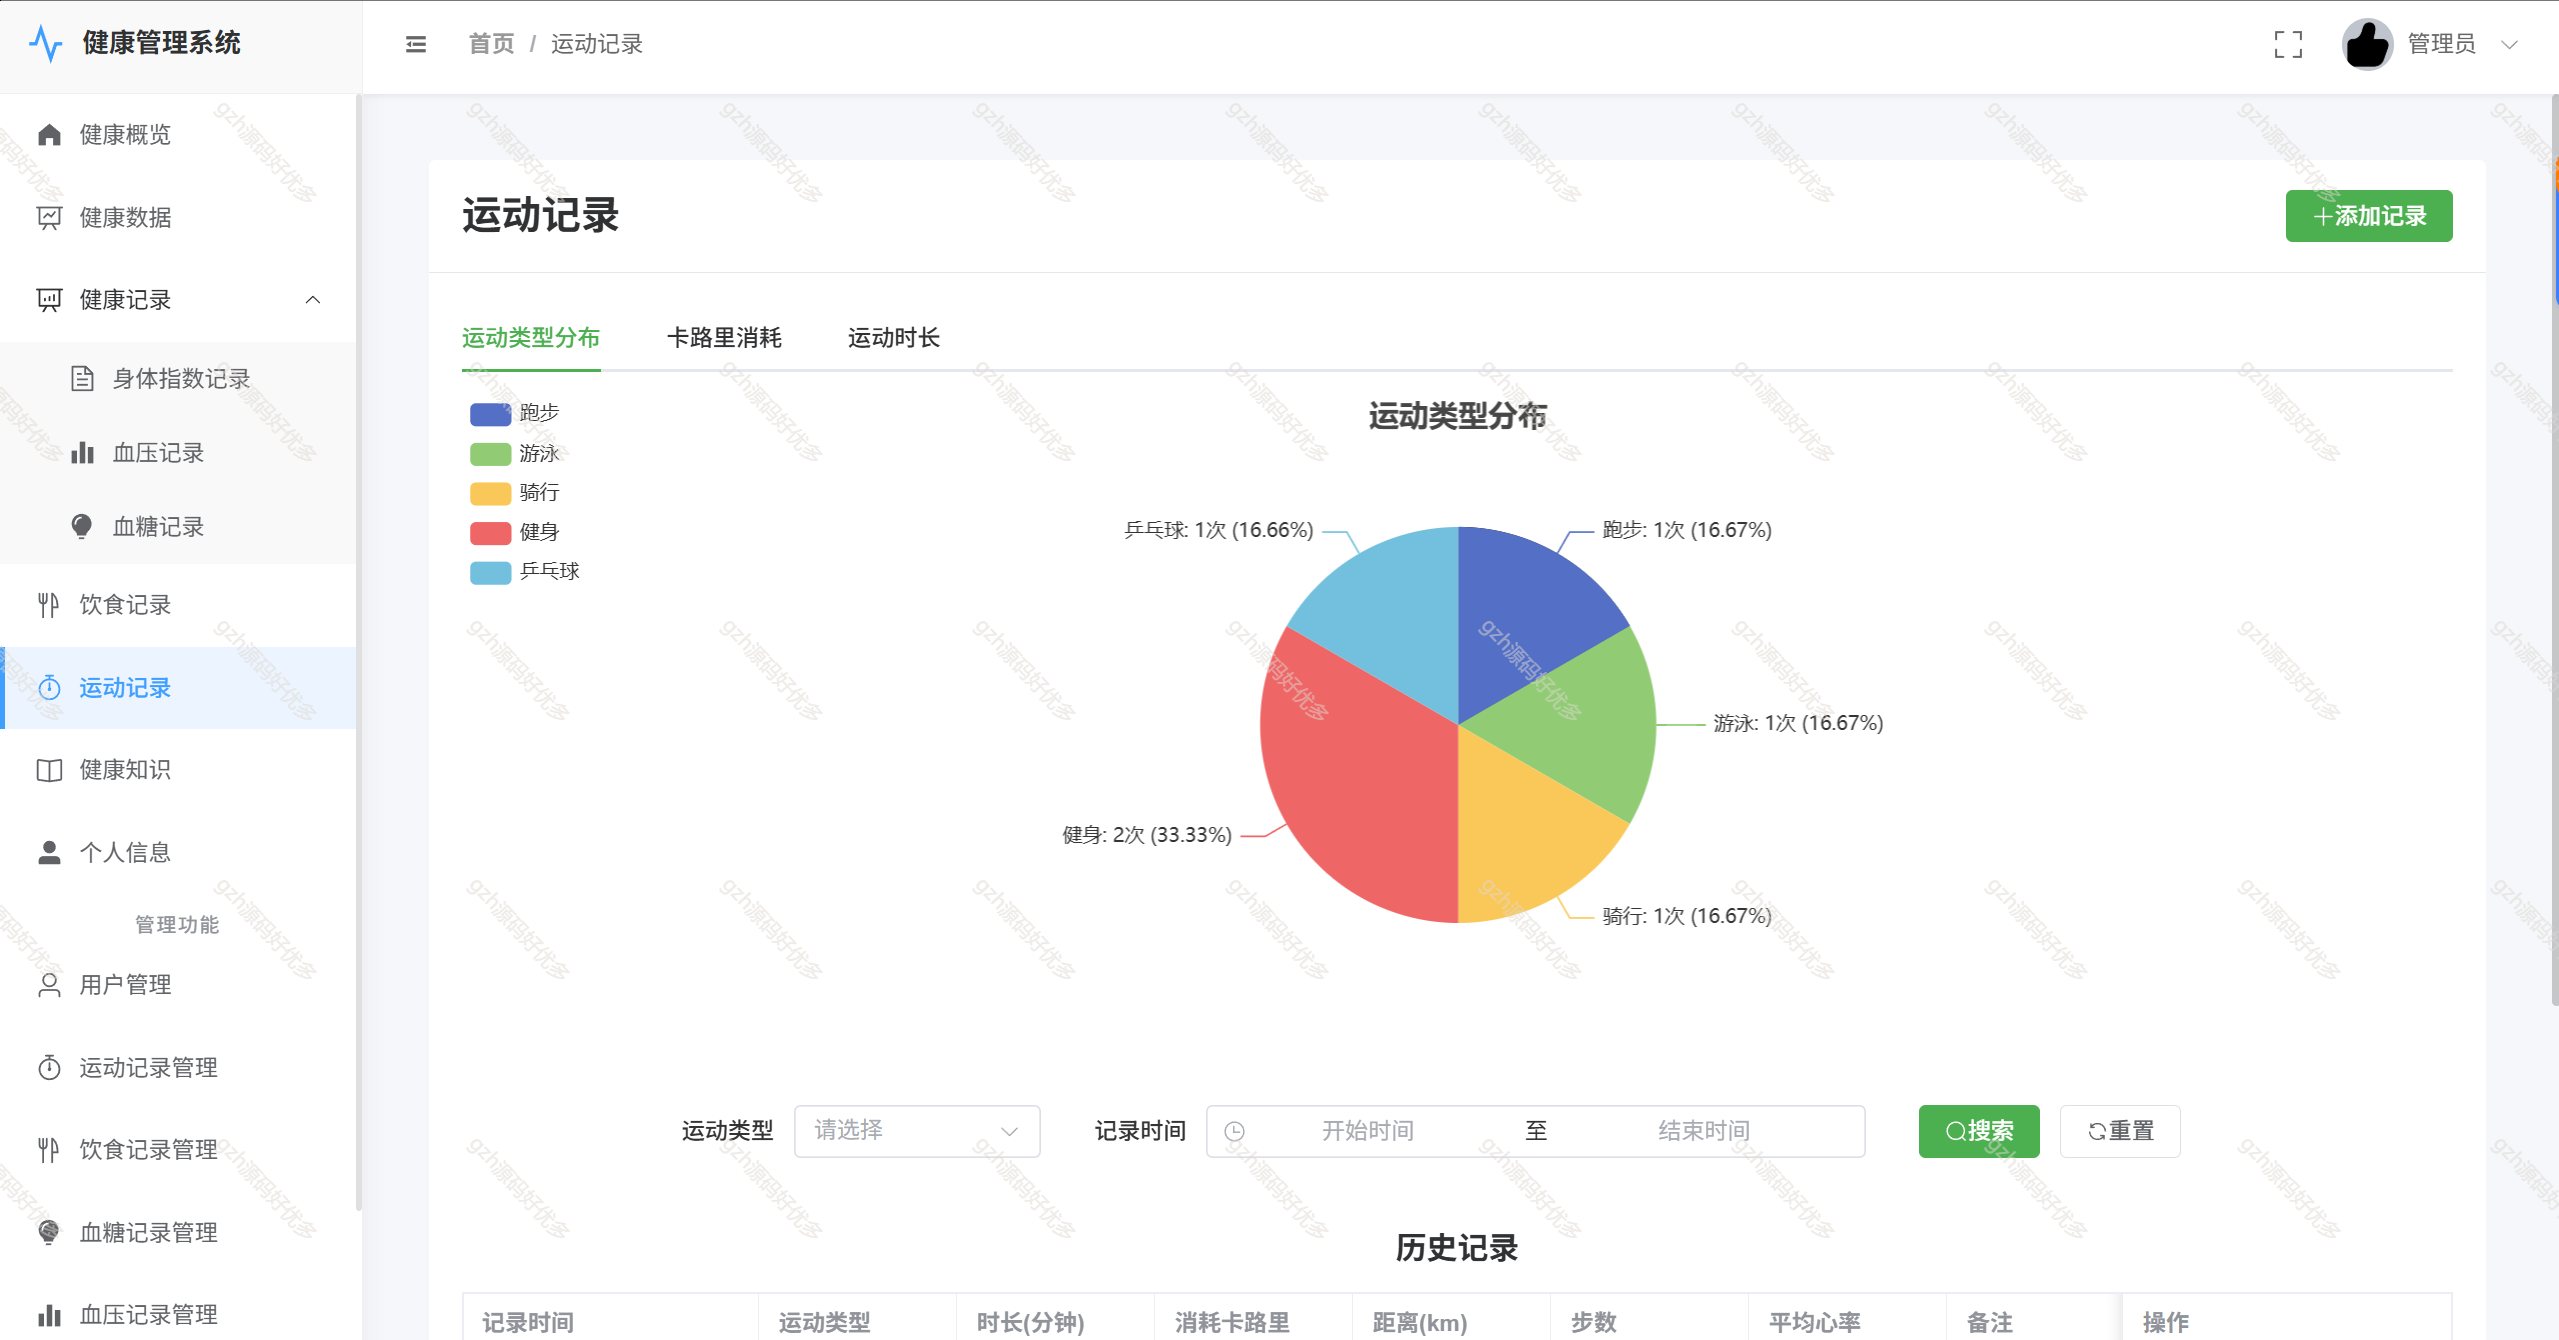 健康管理系统
首页 / 运动记录
管理员
健康概览
健康数据
健康记录
身体指数记录
血压记录
血糖记录
饮食记录
运动记录
健康知识
个人信息
管理功能
用户管理
运动记录管理
饮食记录管理
血糖记录管理
血压记录管理
运动记录
添加记录
运动类型分布
卡路里消耗
运动时长
运动类型分布
跑步
游泳
骑行
健身
乒乓球
乒乓球: 1次 (16.66%)
跑步: 1次 (16.67%)
游泳: 1次 (16.67%)
健身: 2次 (33.33%)
骑行: 1次 (16.67%)
运动类型 请选择 记录时间 开始时间 至 结束时间 搜索 重置
历史记录
记录时间 运动类型 时长(分钟) 消耗卡路里 距离(km) 步数 平均心率 备注 操作
gzh源码好优多